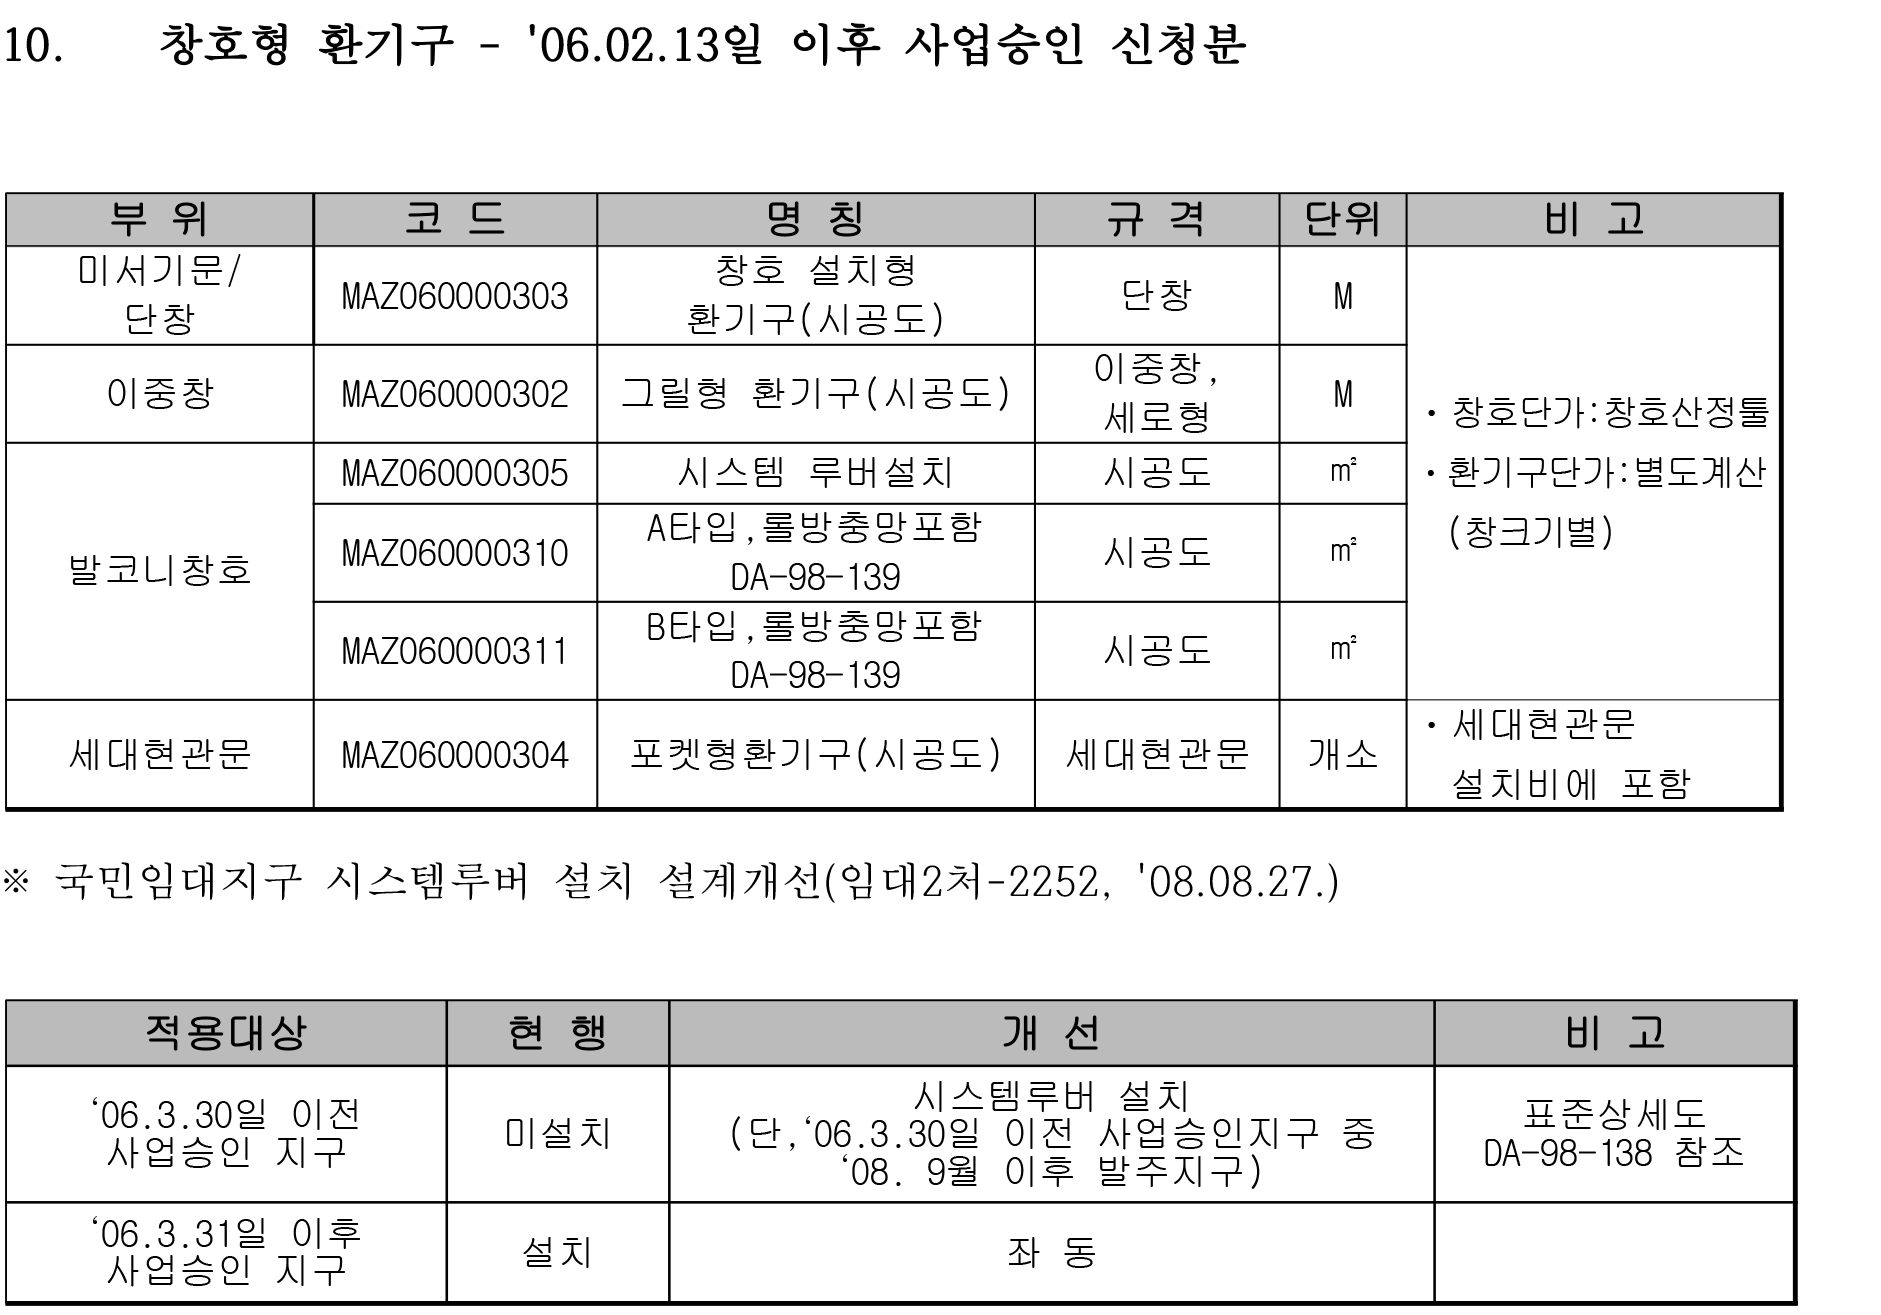 10. 창호형 환기구 - '06.02.13일 이후 사업승인 신청분
부 위 코 드 명 칭 규 격 단위 비 고
미서기문/
단창
MAZ060000303
창호 설치형
환기구(시공도)
단창
M
이중창
MAZ060000302
그릴형 환기구(시공도)
이중창,
세로형
M
발코니창호
MAZ060000305
시스템 루버설치
시공도
㎡
MAZ060000310
A타입,롤방충망포함
DA-98-139
시공도
㎡
MAZ060000311
B타입,롤방충망포함
DA-98-139
시공도
㎡
·창호단가:창호산정툴
·환기구단가:별도계산
(창크기별)
세대현관문
MAZ060000304
포켓형환기구(시공도)
세대현관문
개소
·세대현관문
설치비에 포함
※ 국민임대지구 시스템루버 설치 설계개선(임대2처-2252, '08.08.27.)
적용대상 현 행 개 선 비 고
‘06.3.30일 이전
사업승인 지구
미설치
시스템루버 설치
(단,‘06.3.30일 이전 사업승인지구 중
‘08. 9월 이후 발주지구)
표준상세도
DA-98-138 참조
‘06.3.31일 이후
사업승인 지구
설치
좌 동